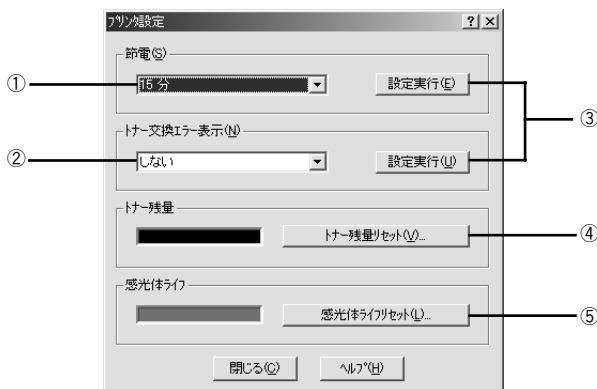 プリンタ設定
節電(S)
① 15 分 設定実行(E)
③
トナー交換エラー表示(N)
② しない 設定実行(U)
トナー残量
トナー残量リセット(V)... ④
感光体ライフ
感光体ライフリセット(L)... ⑤
閉じる(C) ヘルプ(H)